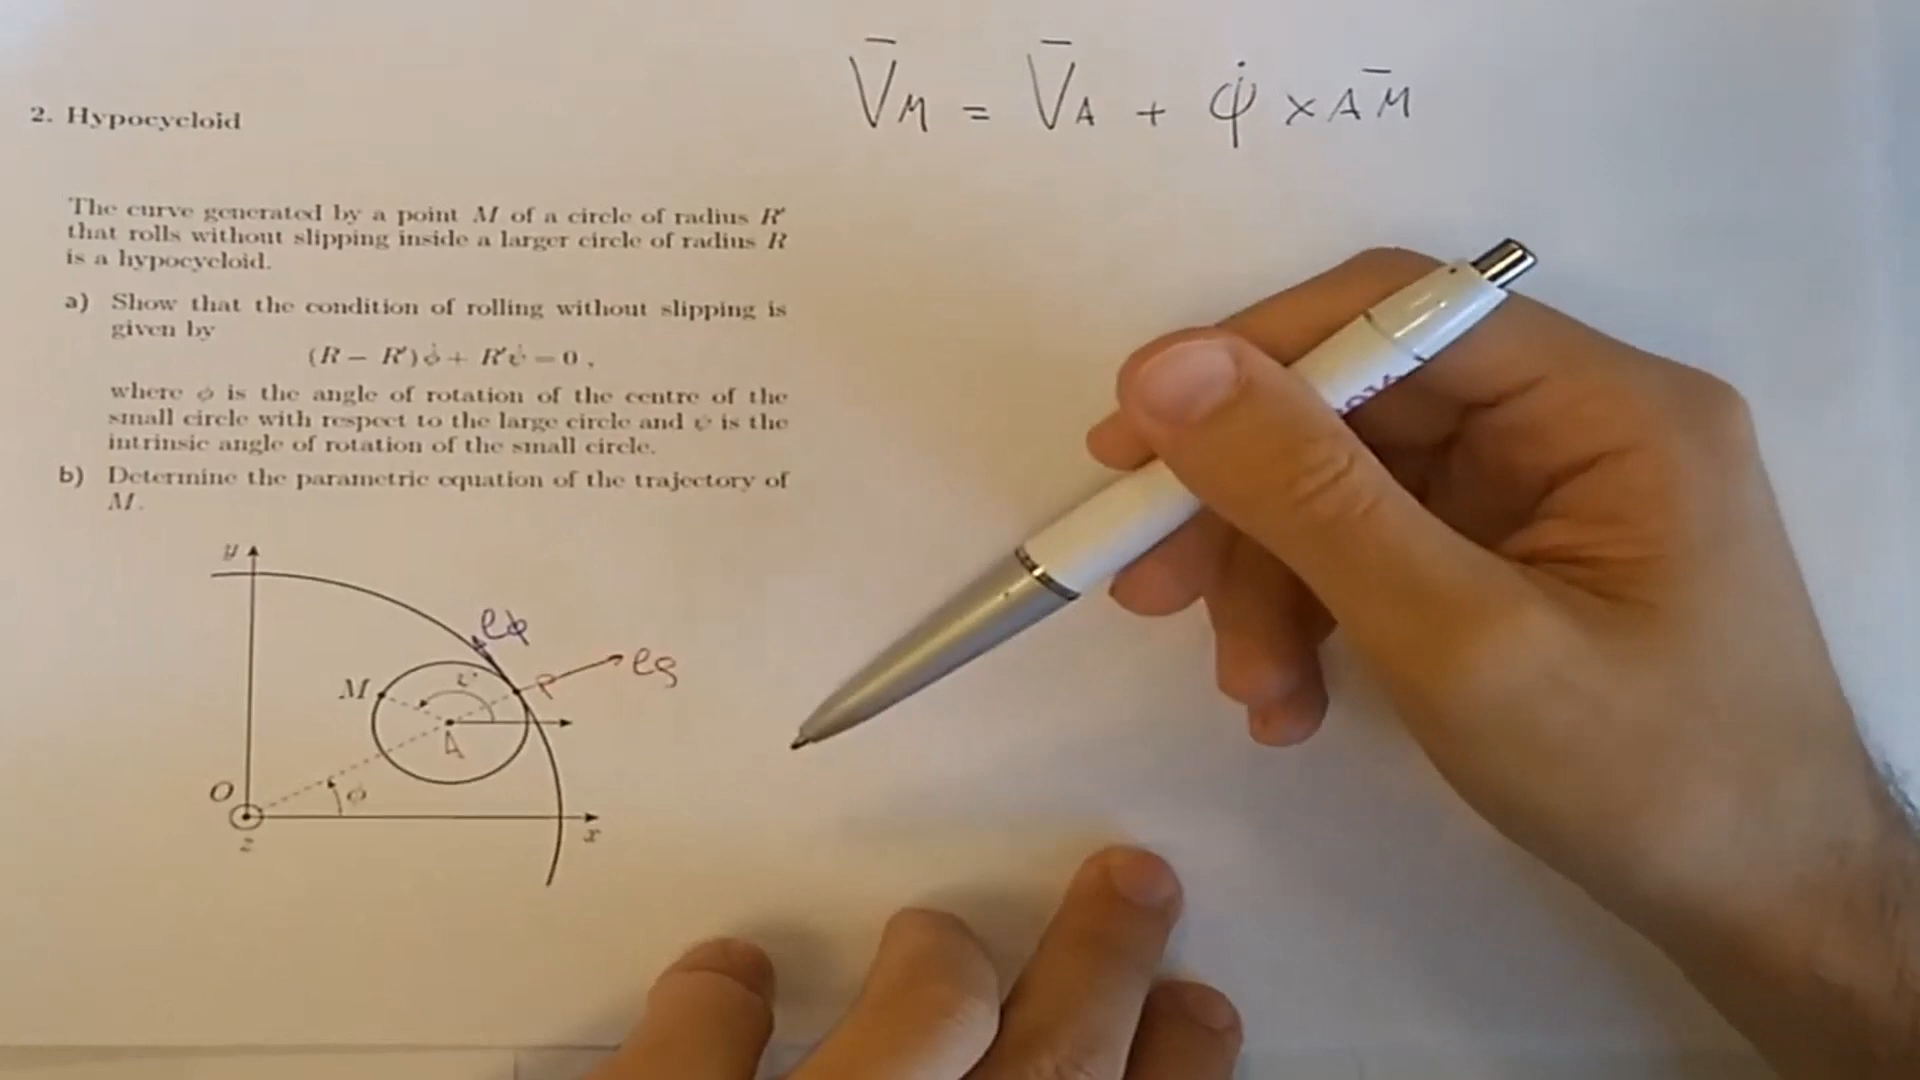 V̄M = V̄A + ψ̇ × AM̄
2. Hypocycloid
The curve generated by a point M of a circle of radius R′
that rolls without slipping inside a larger circle of radius R
is a hypocycloid.
a) Show that the condition of rolling without slipping is
given by
(R − R′)ϕ̇ + R′ψ̇ = 0 ,
where ϕ is the angle of rotation of the centre of the
small circle with respect to the large circle and ψ is the
intrinsic angle of rotation of the small circle.
b) Determine the parametric equation of the trajectory of
M.
y
eϕ
eρ
M
ψ
P
A
O
ϕ
x
z